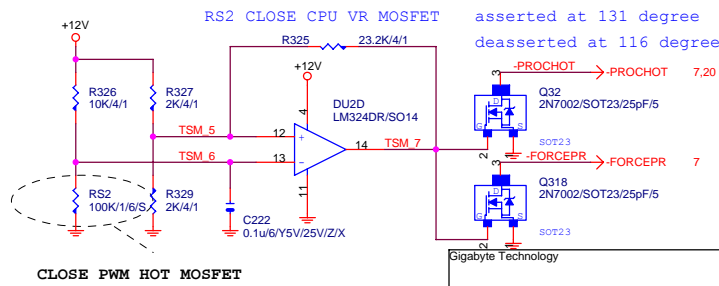 RS2 CLOSE CPU VR MOSFET
asserted at 131 degree
deasserted at 116 degree
+12V
R325
23.2K/4/1
+12V
R326
10K/4/1
R327
2K/4/1
DU2D
LM324DR/SO14
4
TSM_5
12
+
TSM_6
13
−
14
TSM_7
11
RS2
100K/1/6/S
R329
2K/4/1
C222
0.1u/6/Y5V/25V/Z/X
CLOSE PWM HOT MOSFET
-PROCHOT
-PROCHOT
7,20
3
D
G
S
Q32
2N7002/SOT23/25pF/5
SOT23
2
1
-FORCEPR
-FORCEPR
7
3
D
G
S
Q318
2N7002/SOT23/25pF/5
SOT23
2
1
Gigabyte Technology